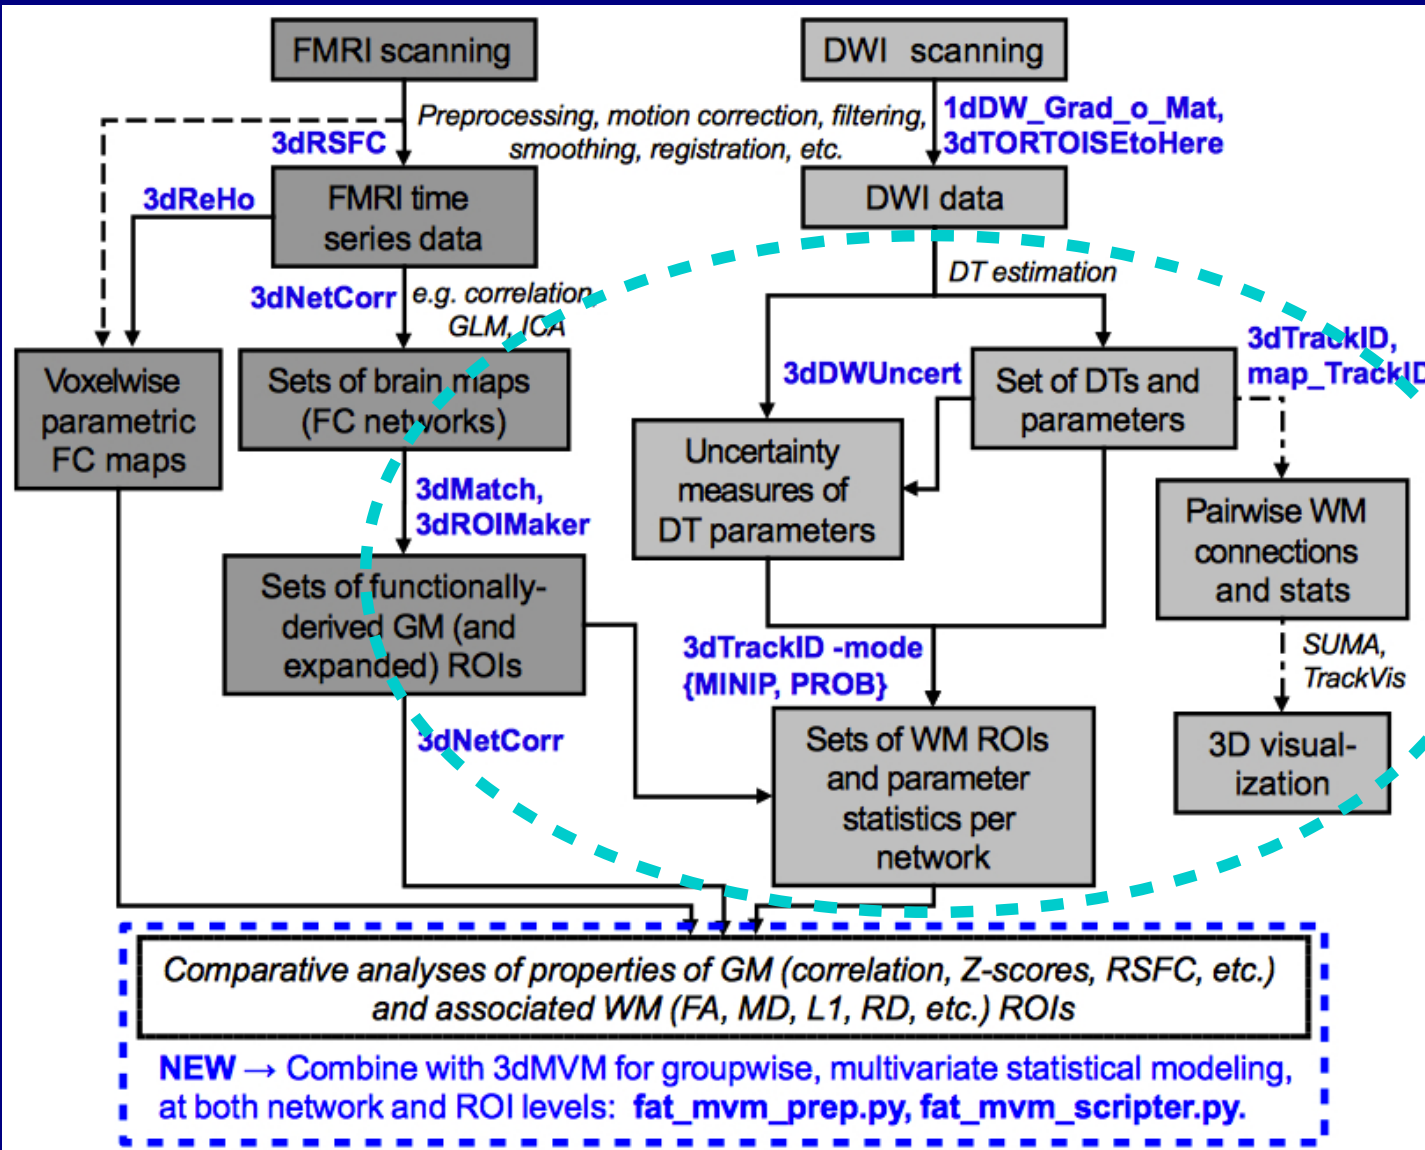 FMRI scanning
DWI scanning
Preprocessing, motion correction, filtering,
smoothing, registration, etc.
1dDW_Grad_o_Mat,
3dTORTOISEtoHere
3dRSFC
3dReHo
FMRI time
series data
DWI data
3dNetCorr
e.g. correlation,
GLM, ICA
DT estimation
Voxelwise
parametric
FC maps
Sets of brain maps
(FC networks)
3dDWUncert
Set of DTs and
parameters
3dTrackID,
map_TrackID
Uncertainty
measures of
DT parameters
3dMatch,
3dROIMaker
Pairwise WM
connections
and stats
Sets of functionally-
derived GM (and
expanded) ROIs
3dTrackID -mode
{MINIP, PROB}
SUMA,
TrackVis
3dNetCorr
Sets of WM ROIs
and parameter
statistics per
network
3D visual-
ization
Comparative analyses of properties of GM (correlation, Z-scores, RSFC, etc.)
and associated WM (FA, MD, L1, RD, etc.) ROIs
NEW → Combine with 3dMVM for groupwise, multivariate statistical modeling,
at both network and ROI levels: fat_mvm_prep.py, fat_mvm_scripter.py.